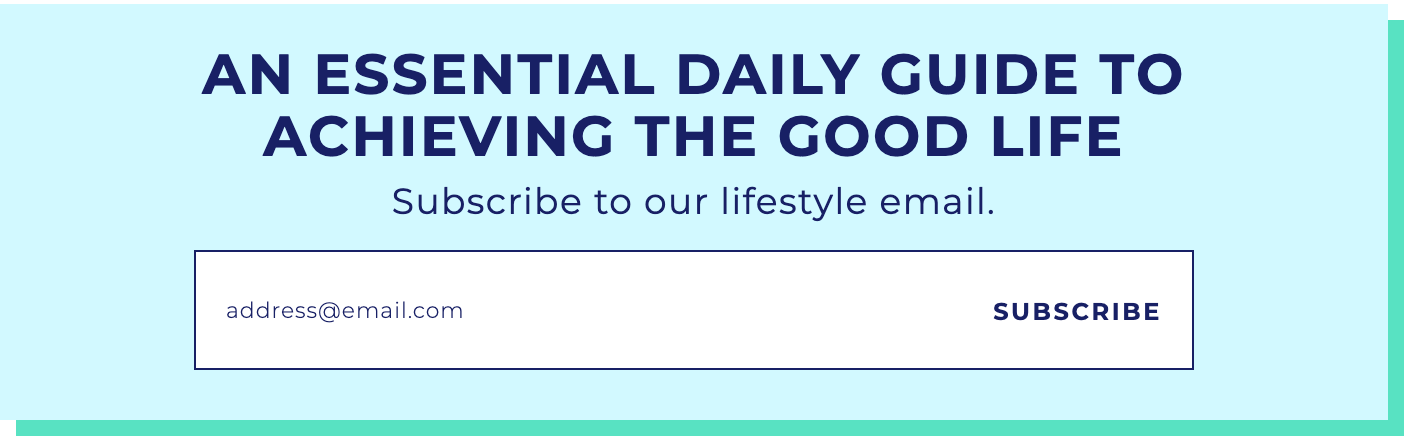 AN ESSENTIAL DAILY GUIDE TO
ACHIEVING THE GOOD LIFE
Subscribe to our lifestyle email.
address@email.com
SUBSCRIBE